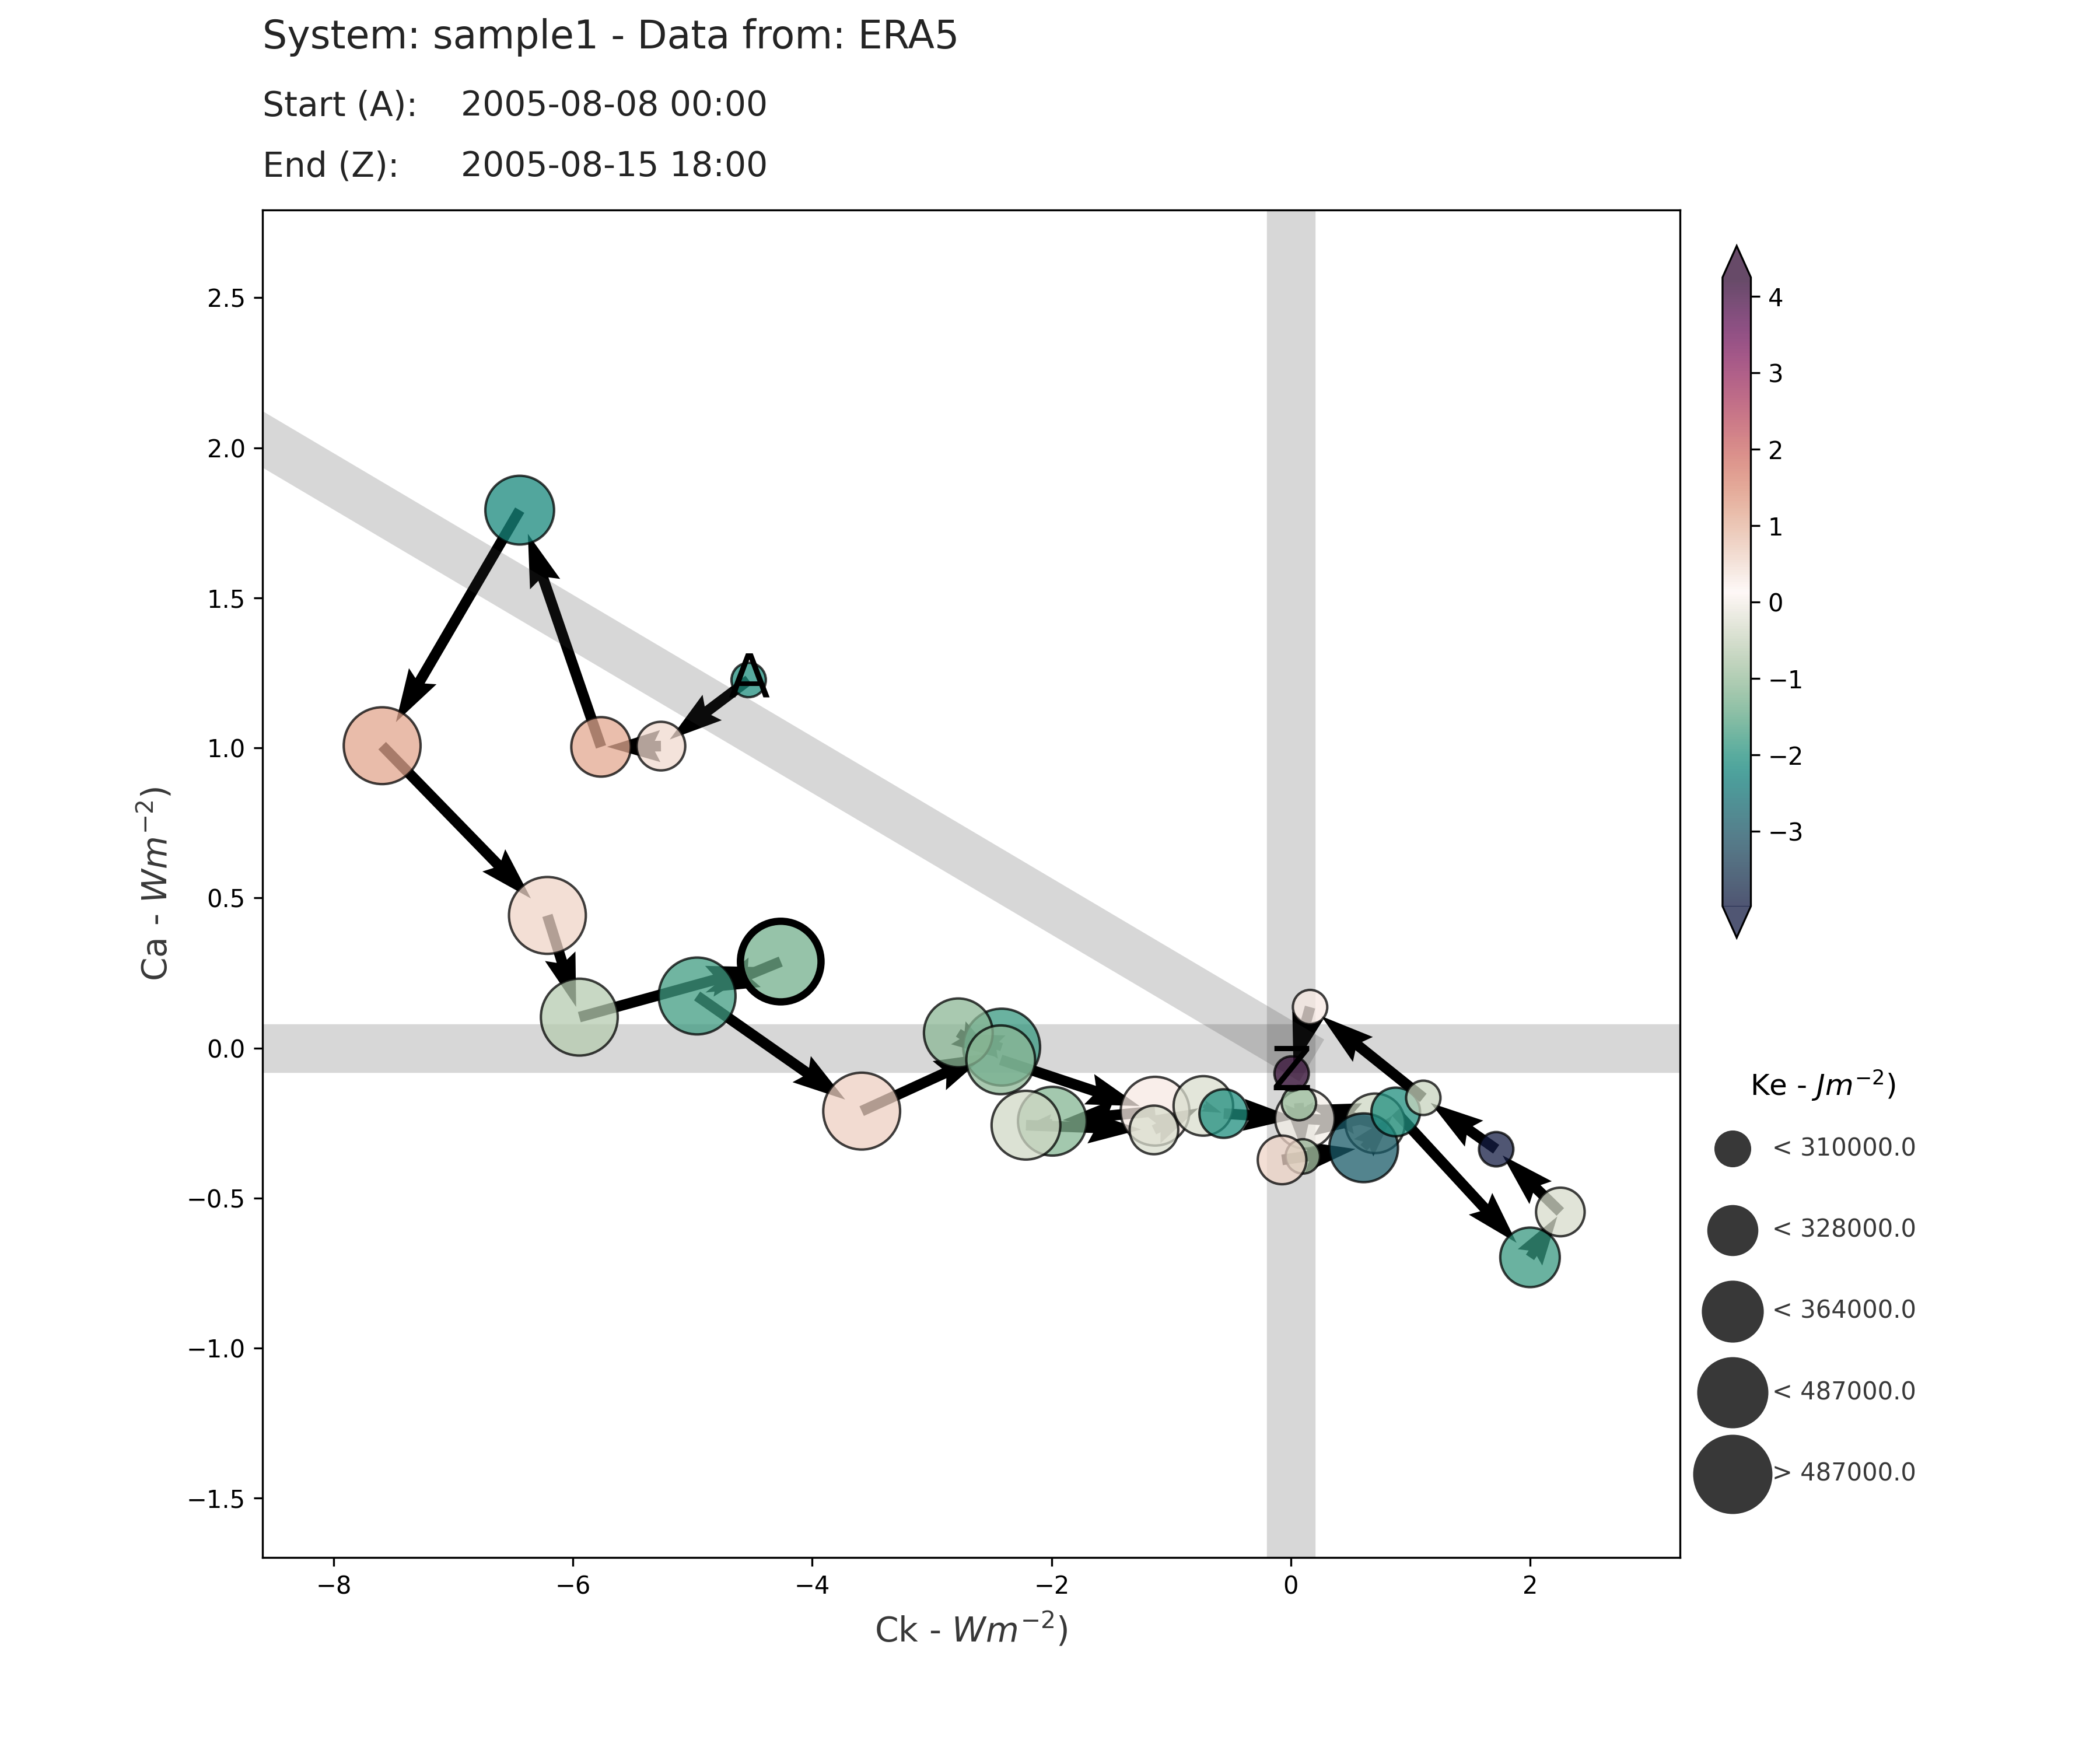 System: sample1 - Data from: ERA5
Start (A): 2005-08-08 00:00
End (Z): 2005-08-15 18:00
2.5
2.0
1.5
1.0
0.5
0.0
−0.5
−1.0
−1.5
Ca - Wm⁻²)
A
Z
−8 −6 −4 −2 0 2
Ck - Wm⁻²)
4
3
2
1
0
−1
−2
−3
Ke - Jm⁻²)
< 310000.0
< 328000.0
< 364000.0
< 487000.0
> 487000.0